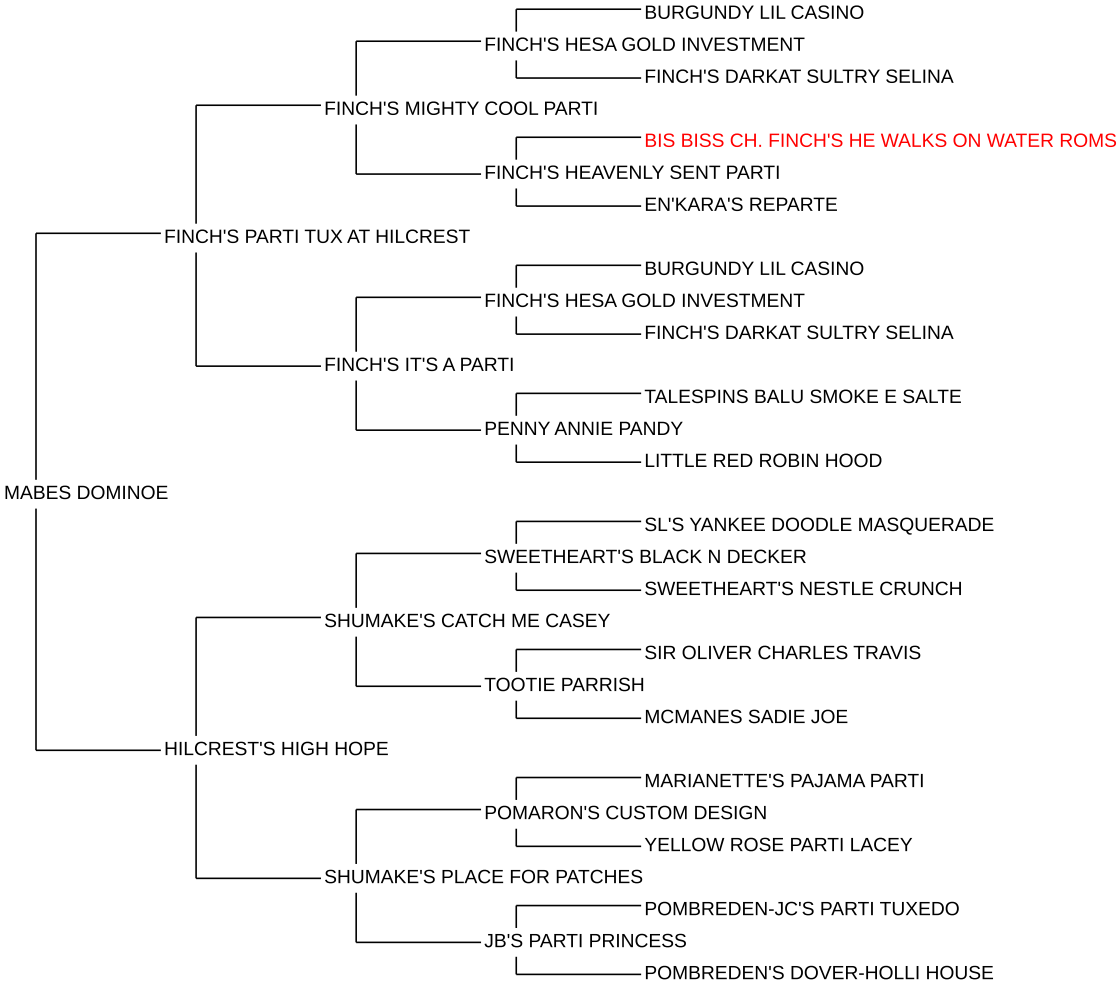 BURGUNDY LIL CASINO
FINCH'S HESA GOLD INVESTMENT
FINCH'S DARKAT SULTRY SELINA
FINCH'S MIGHTY COOL PARTI
BIS BISS CH. FINCH'S HE WALKS ON WATER ROMS
FINCH'S HEAVENLY SENT PARTI
EN'KARA'S REPARTE
FINCH'S PARTI TUX AT HILCREST
BURGUNDY LIL CASINO
FINCH'S HESA GOLD INVESTMENT
FINCH'S DARKAT SULTRY SELINA
FINCH'S IT'S A PARTI
TALESPINS BALU SMOKE E SALTE
PENNY ANNIE PANDY
LITTLE RED ROBIN HOOD
MABES DOMINOE
SL'S YANKEE DOODLE MASQUERADE
SWEETHEART'S BLACK N DECKER
SWEETHEART'S NESTLE CRUNCH
SHUMAKE'S CATCH ME CASEY
SIR OLIVER CHARLES TRAVIS
TOOTIE PARRISH
MCMANES SADIE JOE
HILCREST'S HIGH HOPE
MARIANETTE'S PAJAMA PARTI
POMARON'S CUSTOM DESIGN
YELLOW ROSE PARTI LACEY
SHUMAKE'S PLACE FOR PATCHES
POMBREDEN-JC'S PARTI TUXEDO
JB'S PARTI PRINCESS
POMBREDEN'S DOVER-HOLLI HOUSE